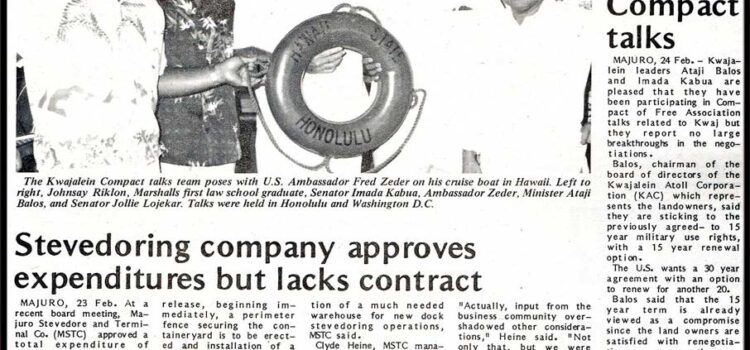 HAWAII STATE
HONOLULU
The Kwajalein Compact talks team poses with U.S. Ambassador Fred Zeder on his cruise boat in Hawaii. Left to
right, Johnsay Riklon, Marshalls first law school graduate, Senator Imada Kabua, Ambassador Zeder, Minister Ataji
Balos, and Senator Jollie Lojekar. Talks were held in Honolulu and Washington D.C.
Stevedoring company approves
expenditures but lacks contract
MAJURO, 23 Feb. At a
recent board meeting, Ma-
juro Stevedore and Termi-
nal Co. (MSTC) approved a
total expenditure of
release, beginning im-
mediately, a perimeter
fence securing the con-
taineryard is to be erect-
ed and installation of a
tion of a much needed
warehouse for new dock
stevedoring operations,
MSTC said.
Clyde Heine, MSTC mana-
"Actually, input from the
business community over-
shadowed other considera-
tions," Heine said. "Not
only that, but we were
Compact
talks
MAJURO, 24 Feb. – Kwaja-
lein leaders Ataji Balos
and Imada Kabua are
pleased that they have
been participating in Com-
pact of Free Association
talks related to Kwaj but
they report no large
breakthroughs in the nego-
tiations.
Balos, chairman of the
board of directors of the
Kwajalein Atoll Corpora-
tion (KAC) which repre-
sents the landowners, said
they are sticking to the
previously agreed- to 15
year military use rights,
with a 15 year renewal
option.
The U.S. wants a 30 year
agreement with an option
to renew for another 20.
Balos said that the 15
year term is already
viewed as a compromise
since the land owners are
satisfied with renegotia-